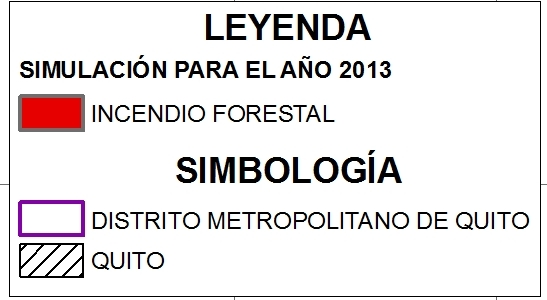 LEYENDA
SIMULACIÓN PARA EL AÑO 2013
INCENDIO FORESTAL
SIMBOLOGÍA
DISTRITO METROPOLITANO DE QUITO
QUITO